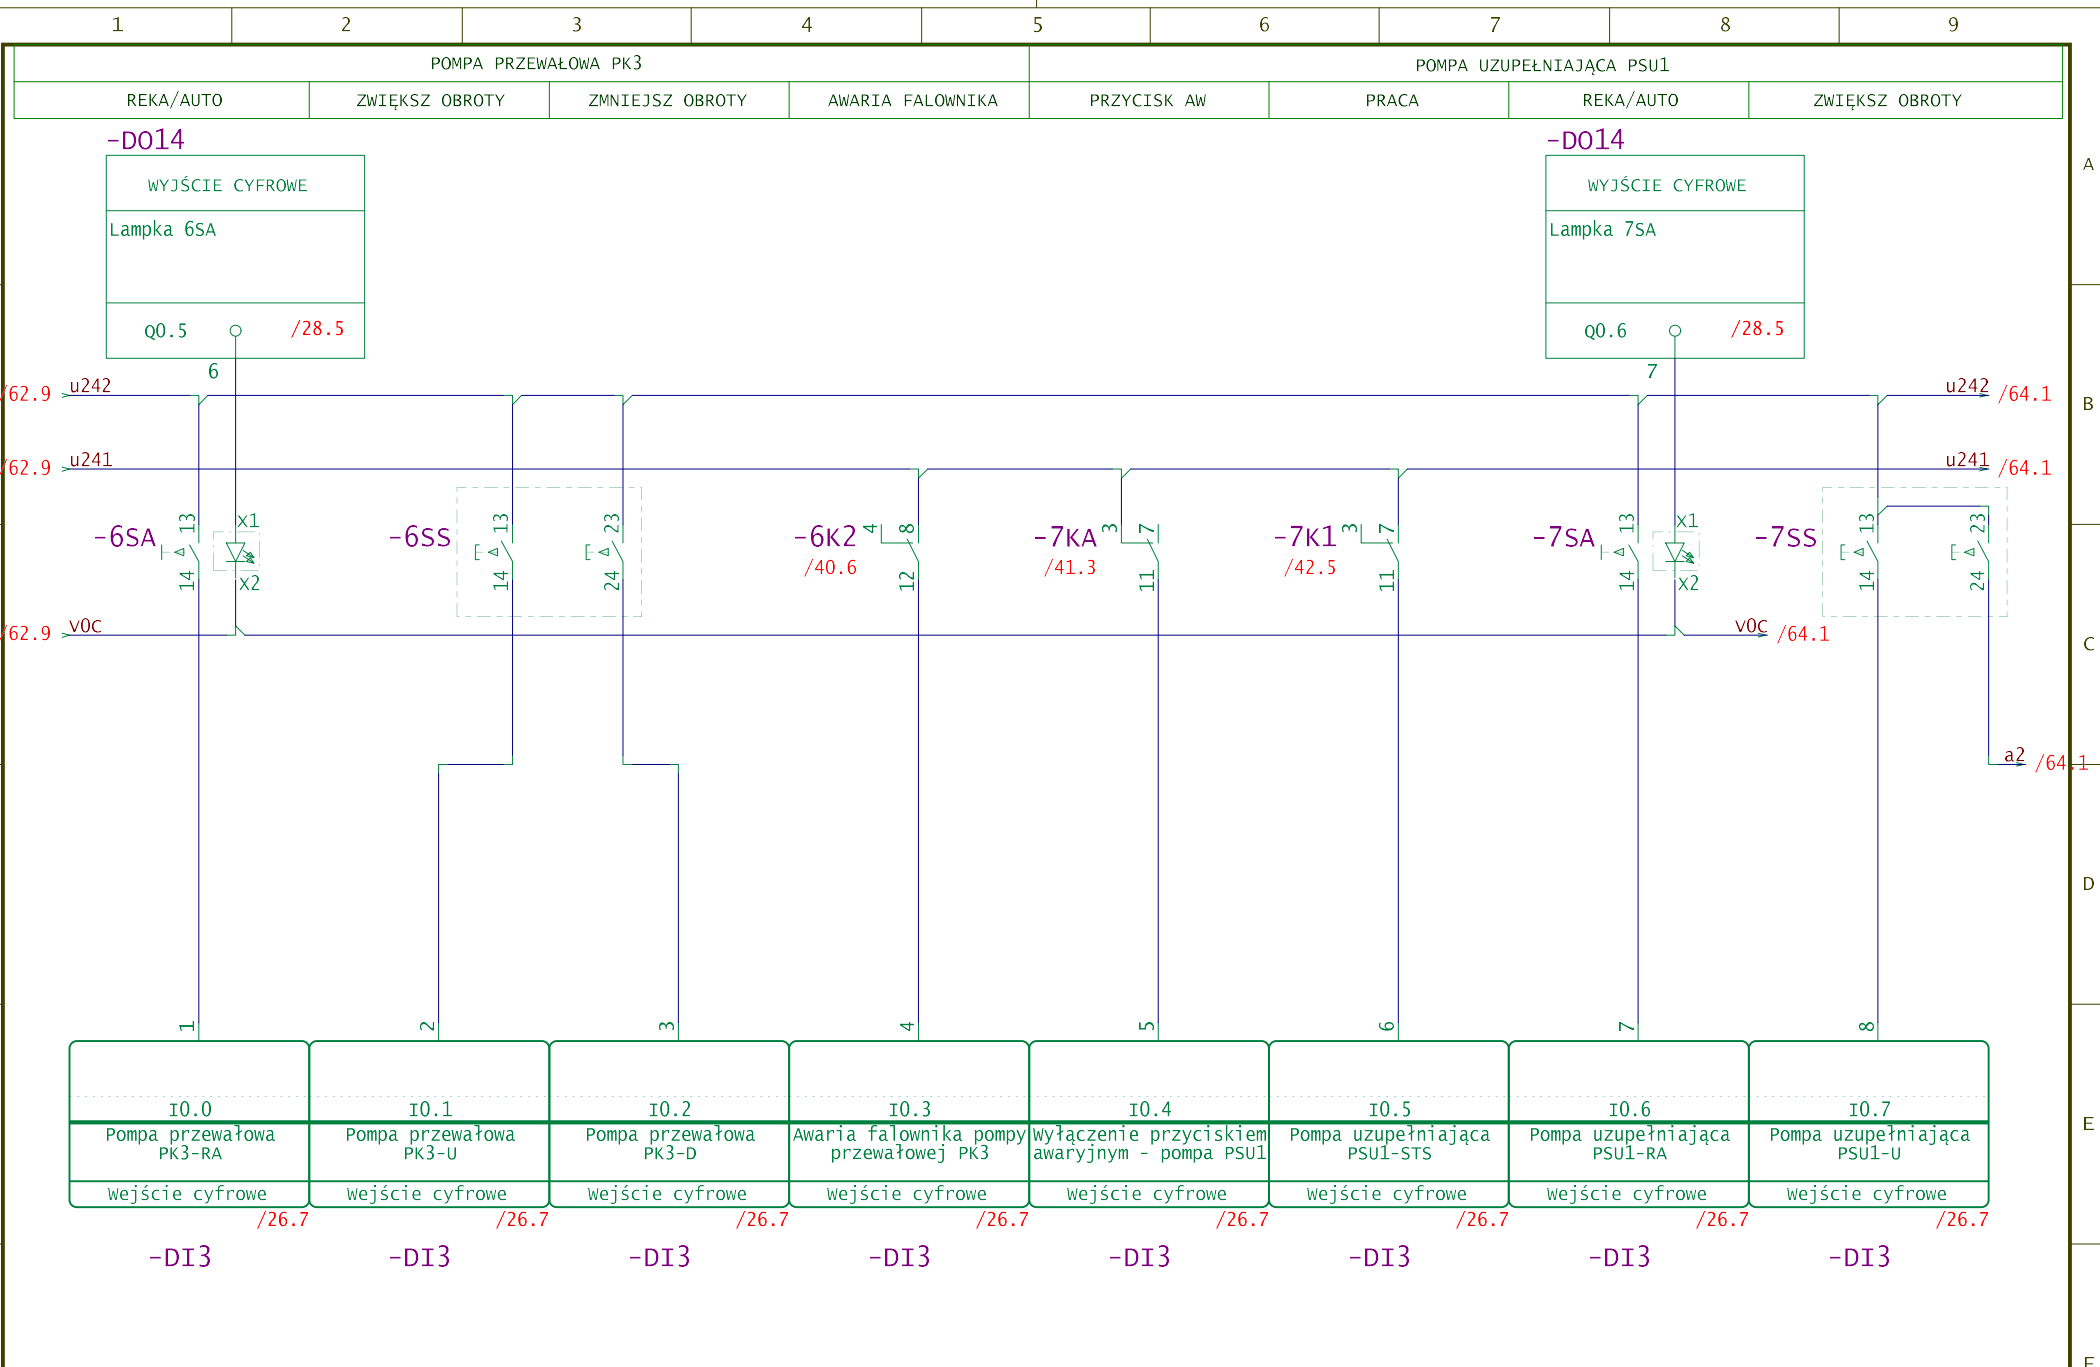 1 2 3 4 5 6 7 8 9
POMPA PRZEWAŁOWA PK3 POMPA UZUPEŁNIAJĄCA PSU1
REKA/AUTO ZWIĘKSZ OBROTY ZMNIEJSZ OBROTY AWARIA FALOWNIKA PRZYCISK AW PRACA REKA/AUTO ZWIĘKSZ OBROTY
-DO14 -DO14
A
WYJŚCIE CYFROWE WYJŚCIE CYFROWE
Lampka 6SA Lampka 7SA
Q0.5 /28.5 Q0.6 /28.5
6 7
/62.9 u242 u242 /64.1
B
/62.9 u241 u241 /64.1
13 X1 13 23 4 8 3 7 3 7 13 X1 13 23
-6SA -6SS -6K2 -7KA -7K1 -7SA -7SS
/40.6 /41.3 /42.5
14 X2 14 24 12 11 11 14 X2 14 24
/62.9 V0C V0C /64.1
C
a2 /64.1
D
1 2 3 4 5 6 7 8
I0.0 I0.1 I0.2 I0.3 I0.4 I0.5 I0.6 I0.7
E
Pompa przewałowa Pompa przewałowa Pompa przewałowa Awaria falownika pompy Wyłączenie przyciskiem Pompa uzupełniająca Pompa uzupełniająca Pompa uzupełniająca
PK3-RA PK3-U PK3-D przewałowej PK3 awaryjnym - pompa PSU1 PSU1-STS PSU1-RA PSU1-U
Wejście cyfrowe Wejście cyfrowe Wejście cyfrowe Wejście cyfrowe Wejście cyfrowe Wejście cyfrowe Wejście cyfrowe Wejście cyfrowe
/26.7 /26.7 /26.7 /26.7 /26.7 /26.7 /26.7 /26.7
-DI3 -DI3 -DI3 -DI3 -DI3 -DI3 -DI3 -DI3
F